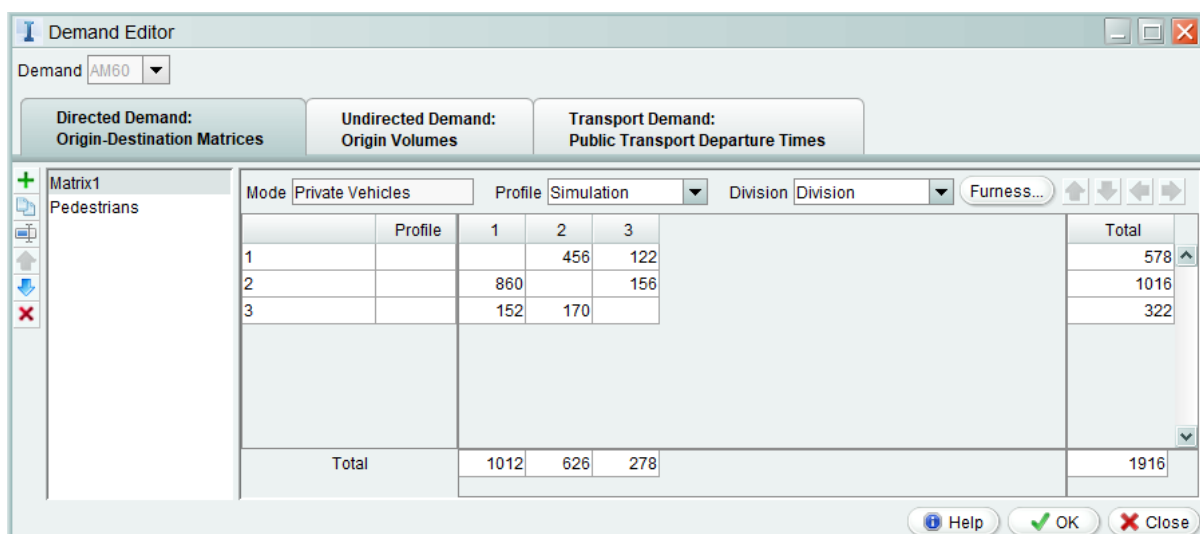 Demand Editor
Demand AM60
Directed Demand:
Origin-Destination Matrices
Undirected Demand:
Origin Volumes
Transport Demand:
Public Transport Departure Times
Matrix1
Pedestrians
Mode Private Vehicles Profile Simulation Division Division Furness...
Profile 1 2 3 Total
1 456 122 578
2 860 156 1016
3 152 170 322
Total 1012 626 278 1916
Help OK Close